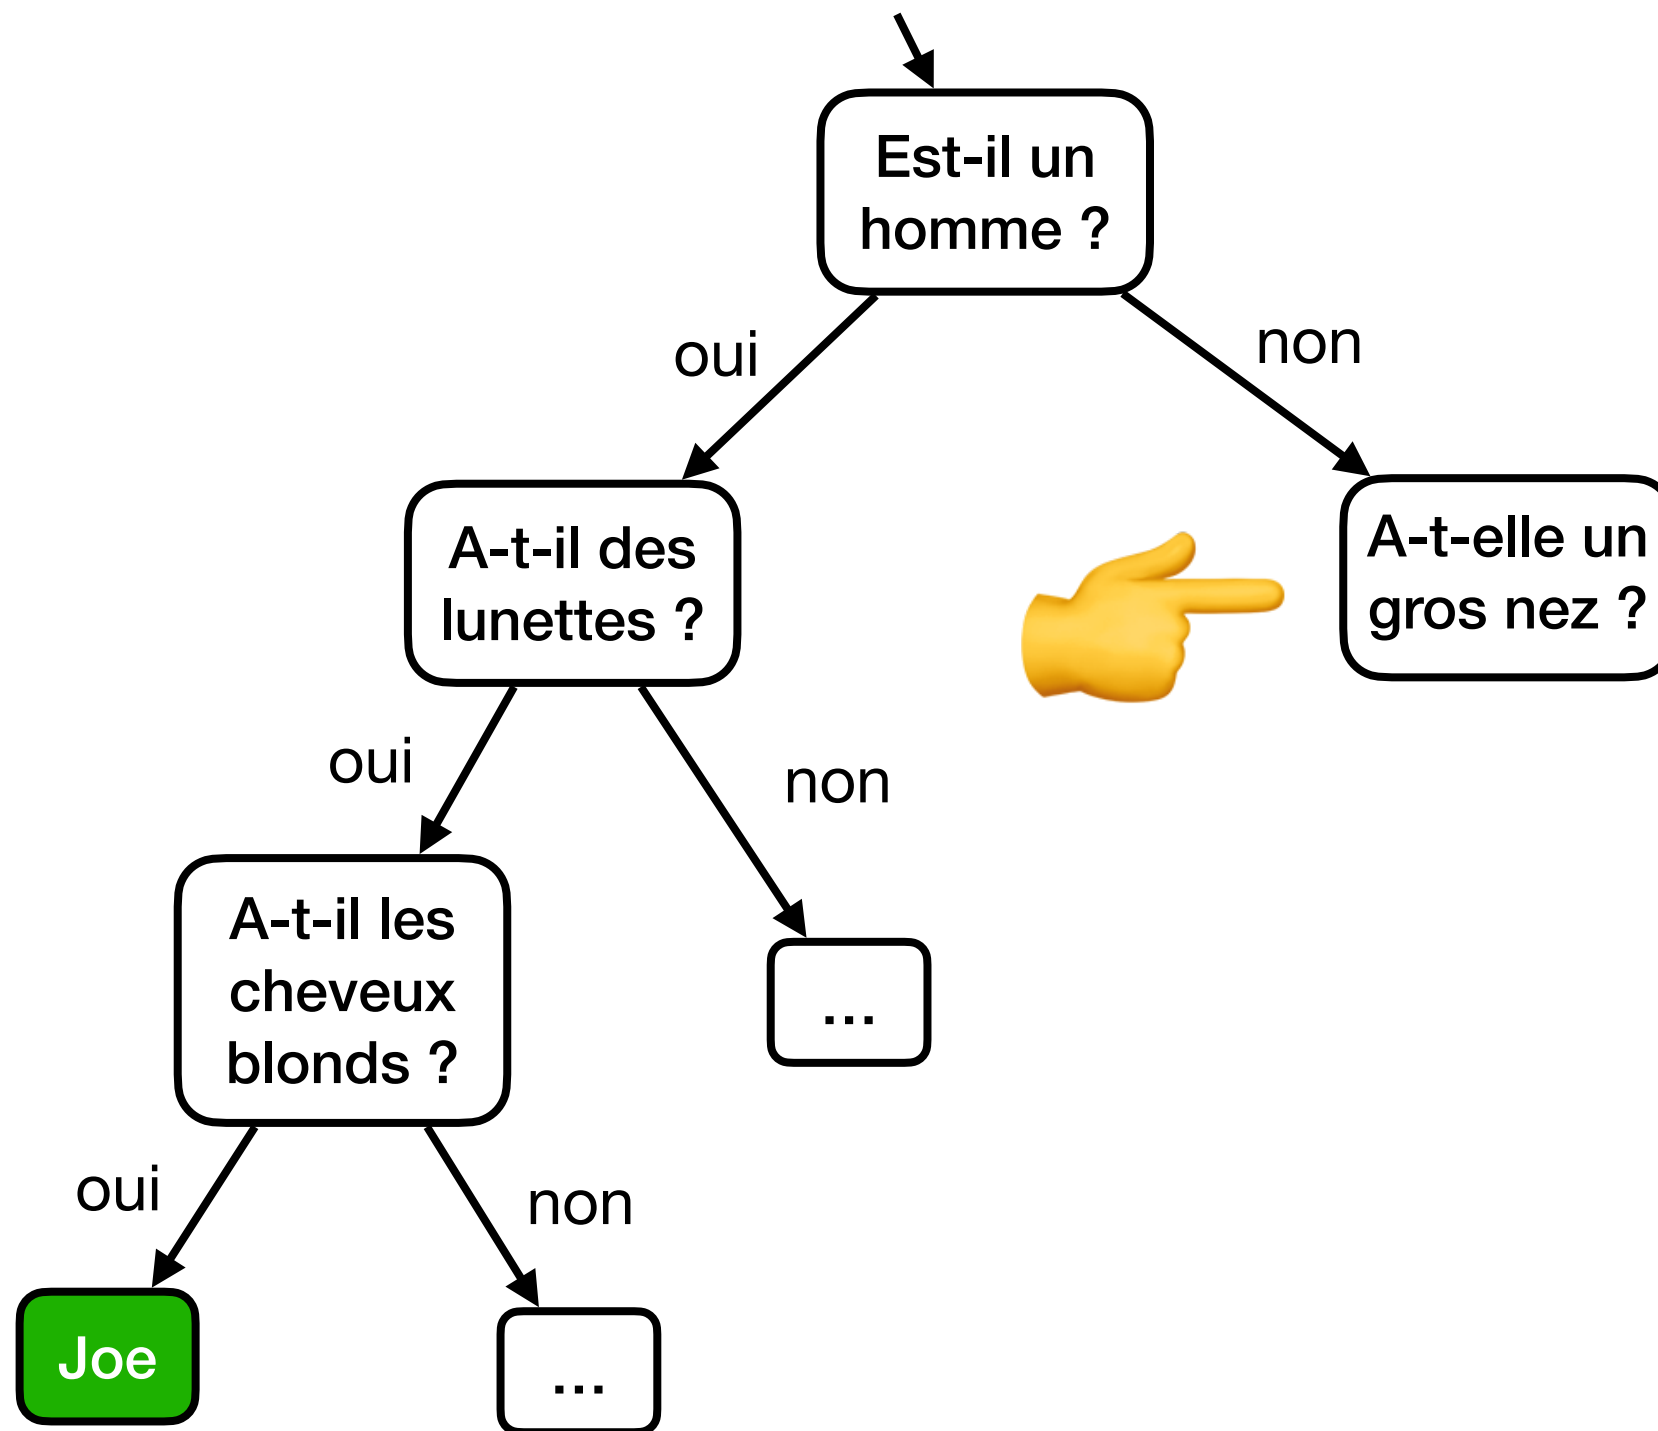 Est-il un
homme ?
oui
non
A-t-il des
lunettes ?
A-t-elle un
gros nez ?
oui
non
A-t-il les
cheveux
blonds ?
...
oui
non
Joe
...